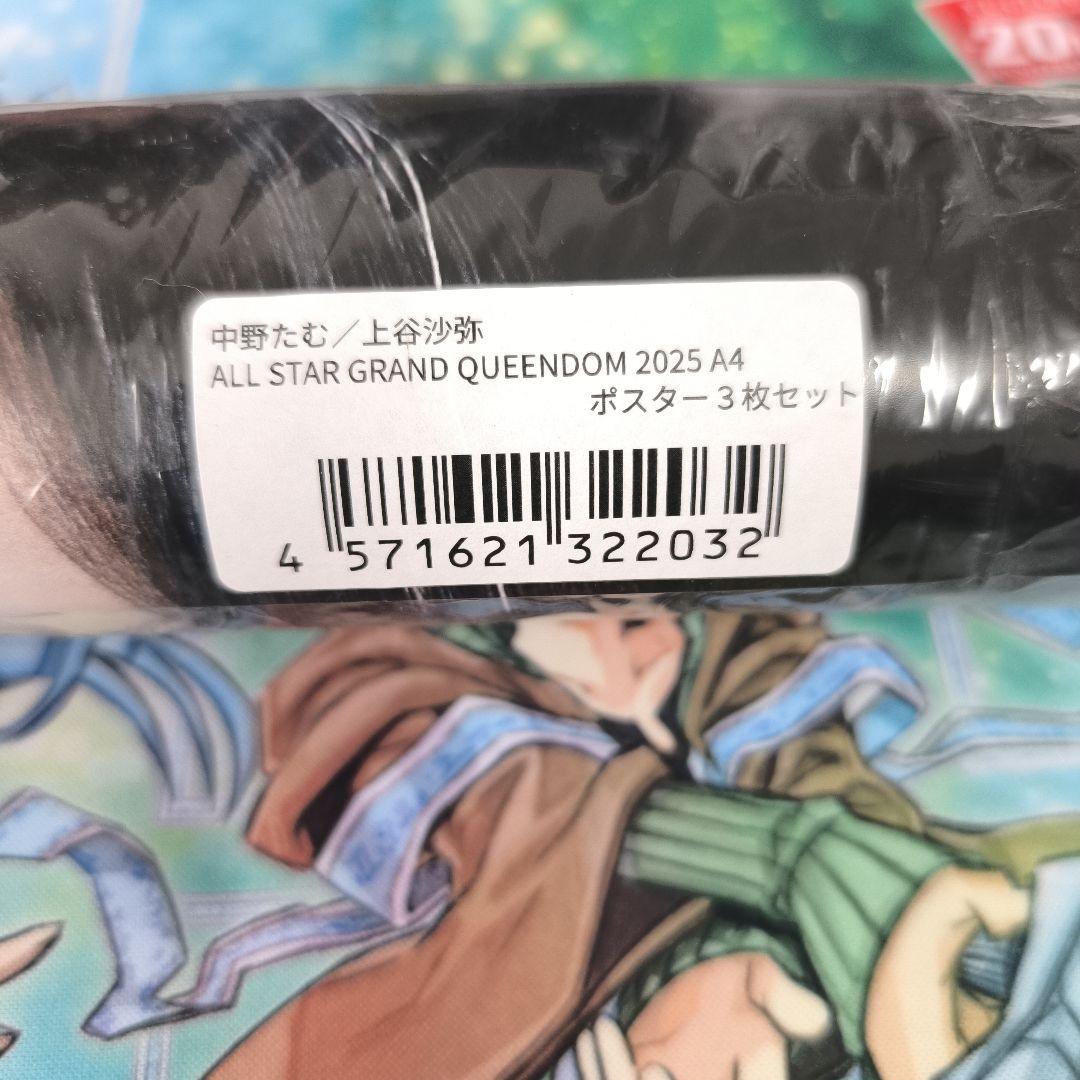 20
中野たむ／上谷沙弥
ALL STAR GRAND QUEENDOM 2025 A4
ポスター３枚セット
4 571621 322032